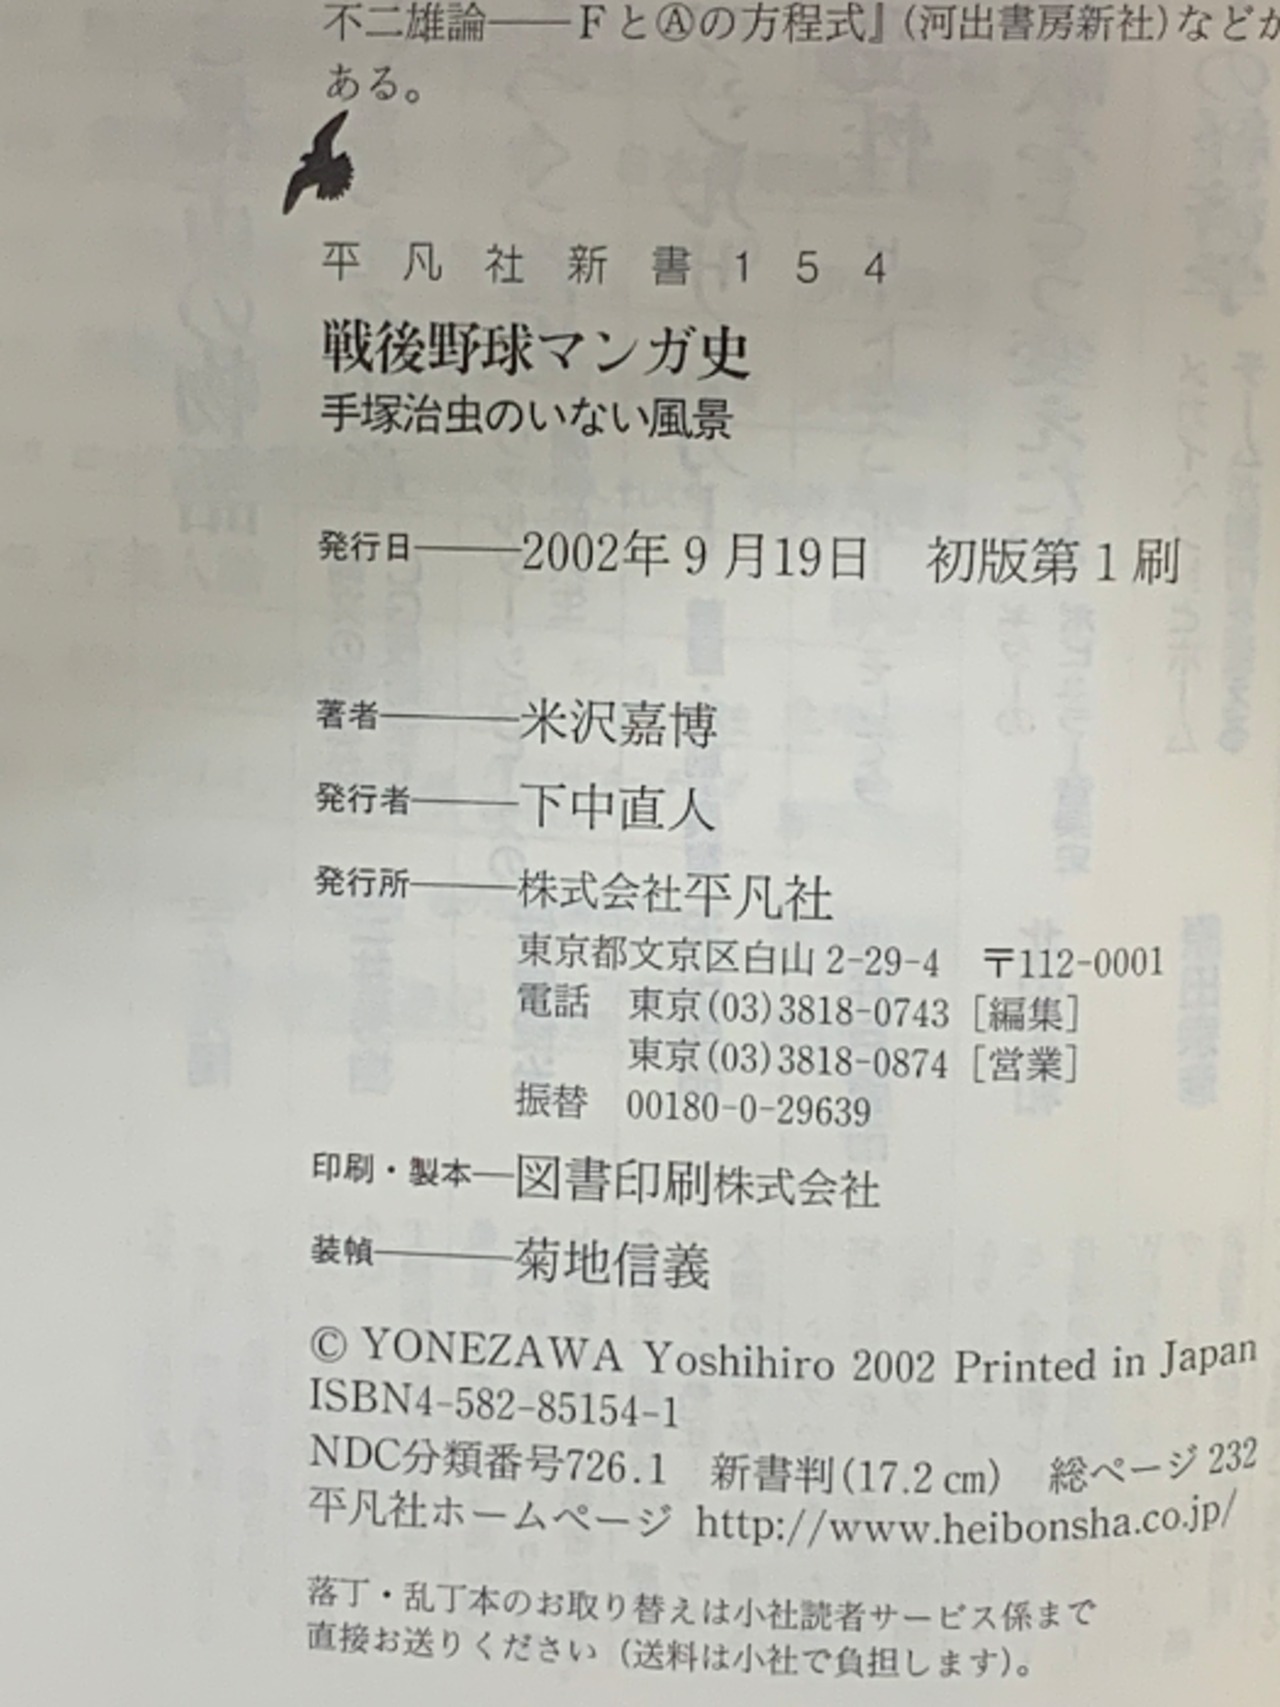 不二雄論――FとⒶの方程式』(河出書房新社)などが
ある。
平凡社新書154
戦後野球マンガ史
手塚治虫のいない風景
発行日―――2002年9月19日　初版第1刷
著者――――米沢嘉博
発行者―――下中直人
発行所―――株式会社平凡社
東京都文京区白山2-29-4　〒112-0001
電話　東京(03)3818-0743［編集］
東京(03)3818-0874［営業］
振替　00180-0-29639
印刷・製本―図書印刷株式会社
装幀――――菊地信義
© YONEZAWA Yoshihiro 2002 Printed in Japan
ISBN4-582-85154-1
NDC分類番号726.1　新書判(17.2cm)　総ページ232
平凡社ホームページ http://www.heibonsha.co.jp/
落丁・乱丁本のお取り替えは小社読者サービス係まで
直接お送りください（送料は小社で負担します）。